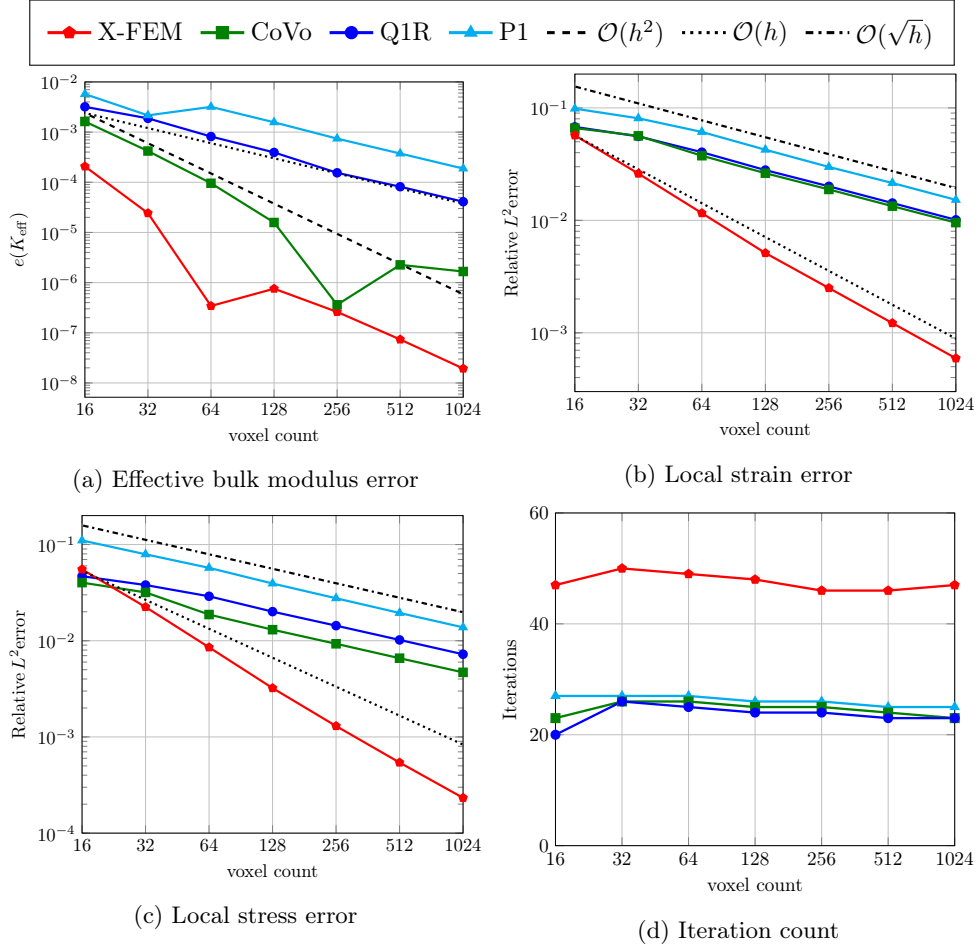 X-FEM CoVo Q1R P1 O(h²) O(h) O(√h)
10⁻²
10⁻³
10⁻⁴
10⁻⁵
10⁻⁶
10⁻⁷
10⁻⁸
e(K_eff)
16 32 64 128 256 512 1024
voxel count
(a) Effective bulk modulus error
10⁻¹
10⁻²
10⁻³
Relative L²error
16 32 64 128 256 512 1024
voxel count
(b) Local strain error
10⁻¹
10⁻²
10⁻³
10⁻⁴
Relative L²error
16 32 64 128 256 512 1024
voxel count
(c) Local stress error
60
40
20
0
Iterations
16 32 64 128 256 512 1024
voxel count
(d) Iteration count